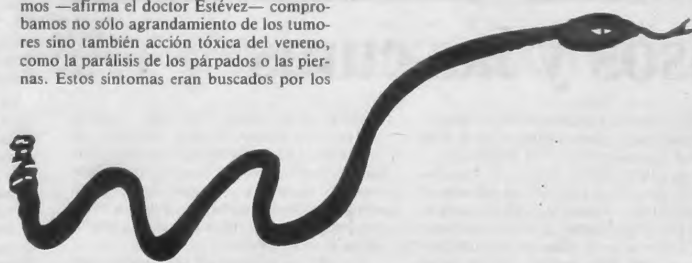 mos —afirma el doctor Estévez— compro-
bamos no sólo agrandamiento de los tumo-
res sino también acción tóxica del veneno,
como la parálisis de los párpados o las pier-
nas. Estos síntomas eran buscados por los